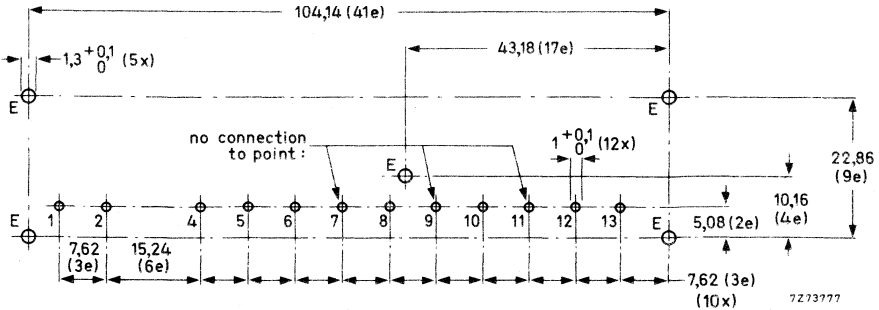 104,14 (41e)
43,18 (17e)
1,3 +0,1 0 (5x)
E
E
no connection
to point :
E
1 +0,1 0 (12x)
22,86
(9e)
10,16
(4e)
5,08 (2e)
E
1 2 4 5 6 7 8 9 10 11 12 13
E
7,62
(3e)
15,24
(6e)
7,62 (3e)
(10x)
7Z73777